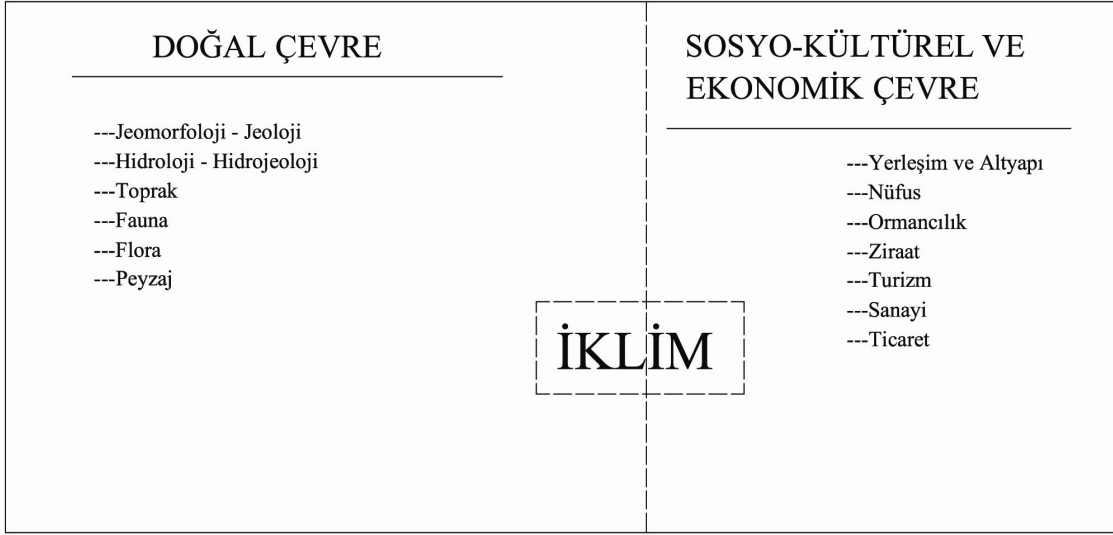 DOĞAL ÇEVRE
---Jeomorfoloji - Jeoloji
---Hidroloji - Hidrojeoloji
---Toprak
---Fauna
---Flora
---Peyzaj
SOSYO-KÜLTÜREL VE
EKONOMİK ÇEVRE
---Yerleşim ve Altyapı
---Nüfus
---Ormancılık
---Ziraat
---Turizm
---Sanayi
---Ticaret
İKLİM